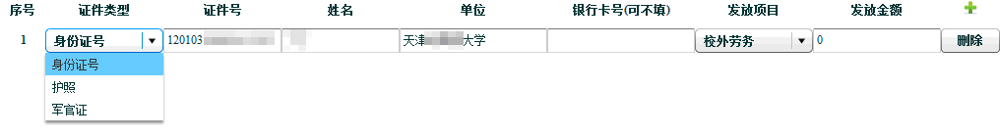 序号 证件类型 证件号 姓名 单位 银行卡号(可不填) 发放项目 发放金额
1 身份证号 120103 天津 大学 校外劳务 0 删除
身份证号
护照
军官证